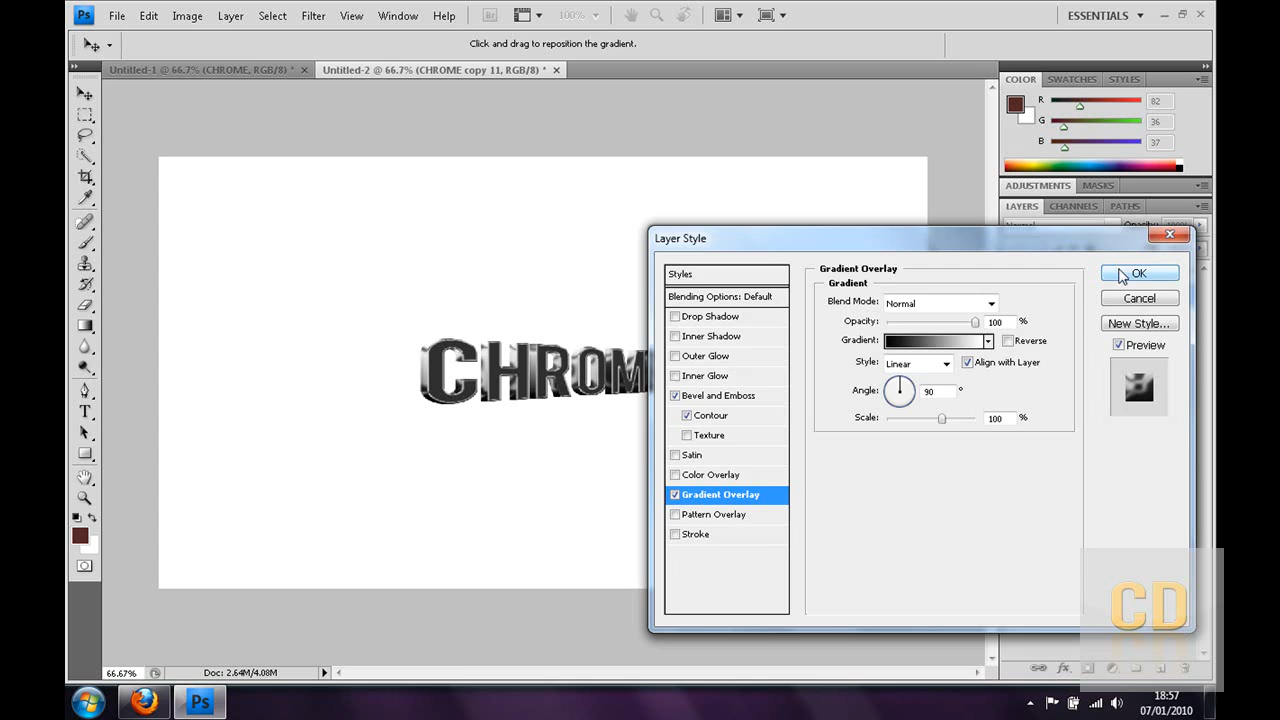 Ps File Edit Image Layer Select Filter View Window Help Br 100% ESSENTIALS
Click and drag to reposition the gradient.
Untitled-1 @ 66.7% (CHROME, RGB/8) * Untitled-2 @ 66.7% (CHROME copy 11, RGB/8) *
COLOR SWATCHES STYLES
R 82
G 36
B 37
ADJUSTMENTS MASKS
LAYERS CHANNELS PATHS
Normal Opacity: 100%
CHROME
Layer Style
Styles
Blending Options: Default
Drop Shadow
Inner Shadow
Outer Glow
Inner Glow
Bevel and Emboss
Contour
Texture
Satin
Color Overlay
Gradient Overlay
Pattern Overlay
Stroke
Gradient Overlay
Gradient
Blend Mode: Normal
Opacity: 100 %
Gradient: Reverse
Style: Linear Align with Layer
Angle: 90 °
Scale: 100 %
OK
Cancel
New Style...
Preview
CD
66.67% Doc: 2.64M/4.08M
Ps
18:57
07/01/2010